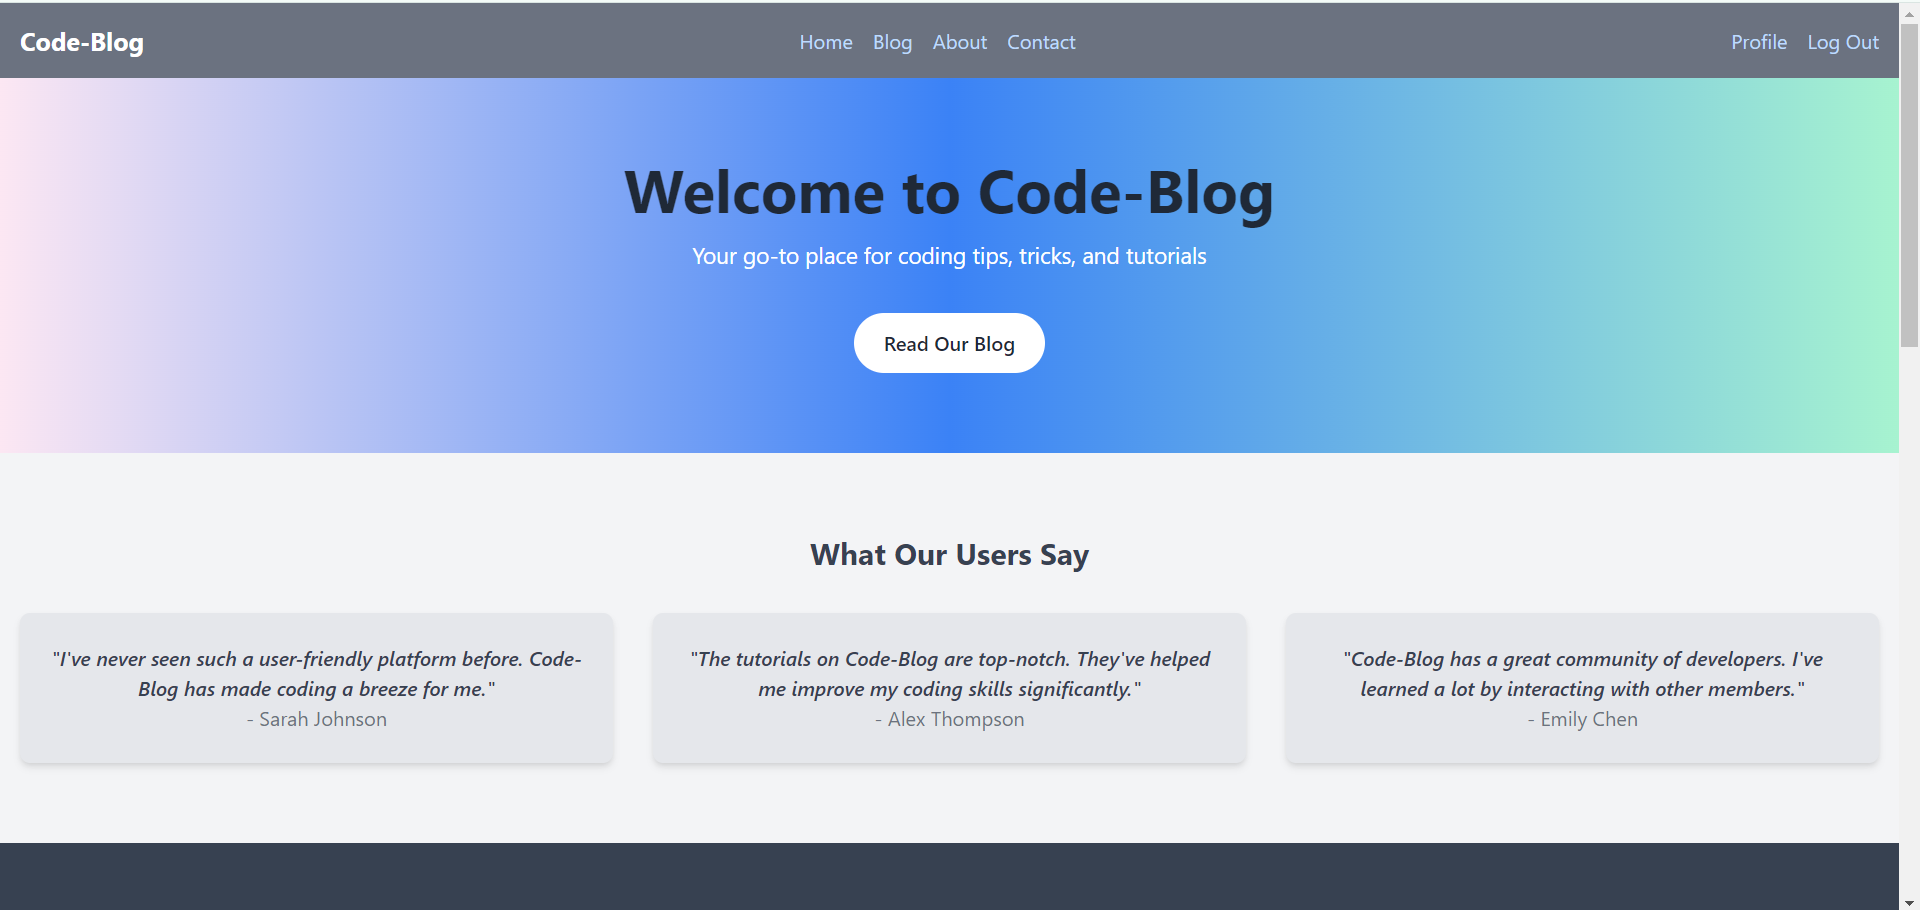 Code-Blog
Home Blog About Contact
Profile Log Out
Welcome to Code-Blog
Your go-to place for coding tips, tricks, and tutorials
Read Our Blog
What Our Users Say
"I've never seen such a user-friendly platform before. Code-
Blog has made coding a breeze for me."
- Sarah Johnson
"The tutorials on Code-Blog are top-notch. They've helped
me improve my coding skills significantly."
- Alex Thompson
"Code-Blog has a great community of developers. I've
learned a lot by interacting with other members."
- Emily Chen